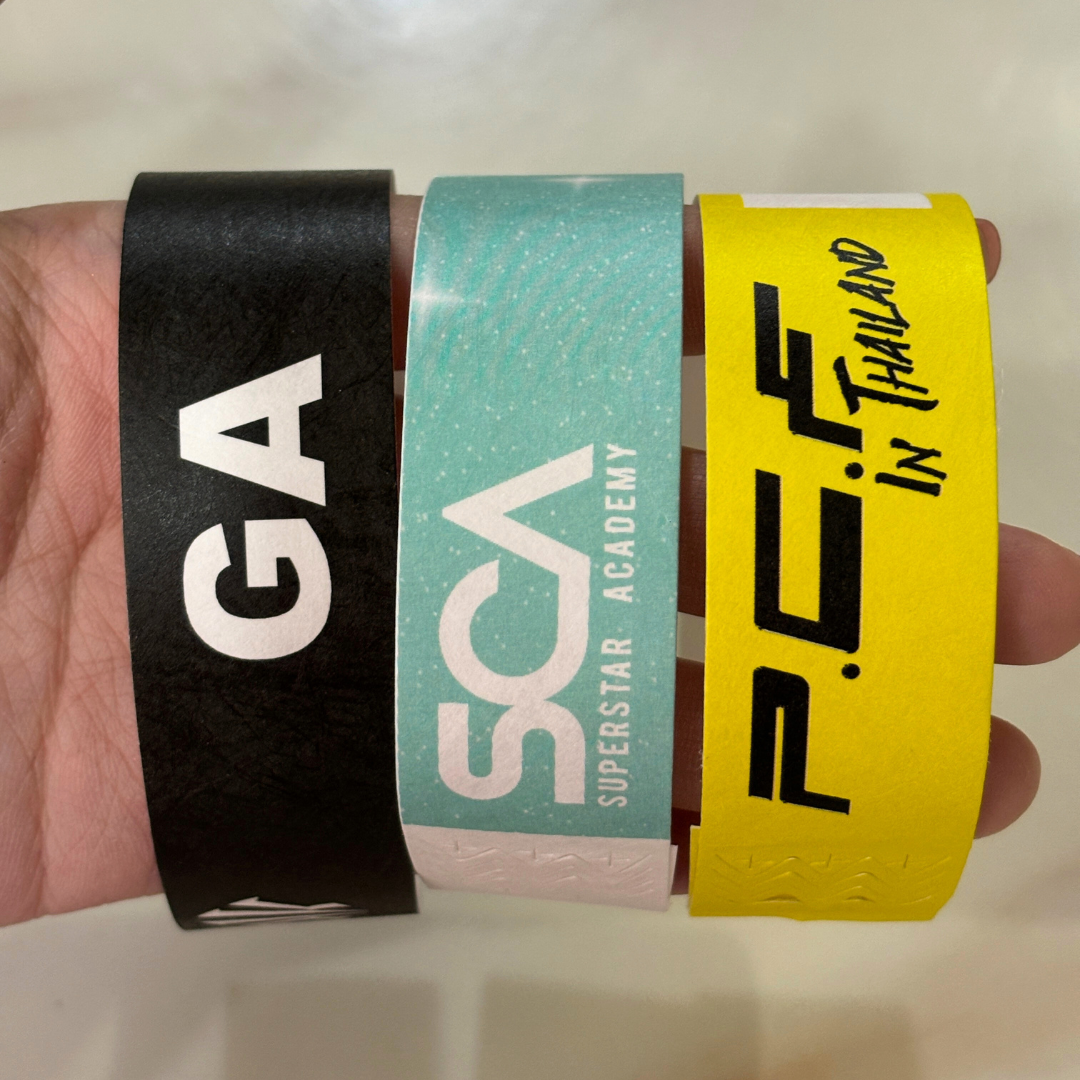 GA
SCA
SUPERSTAR ACADEMY
P.C.F
IN THAILAND